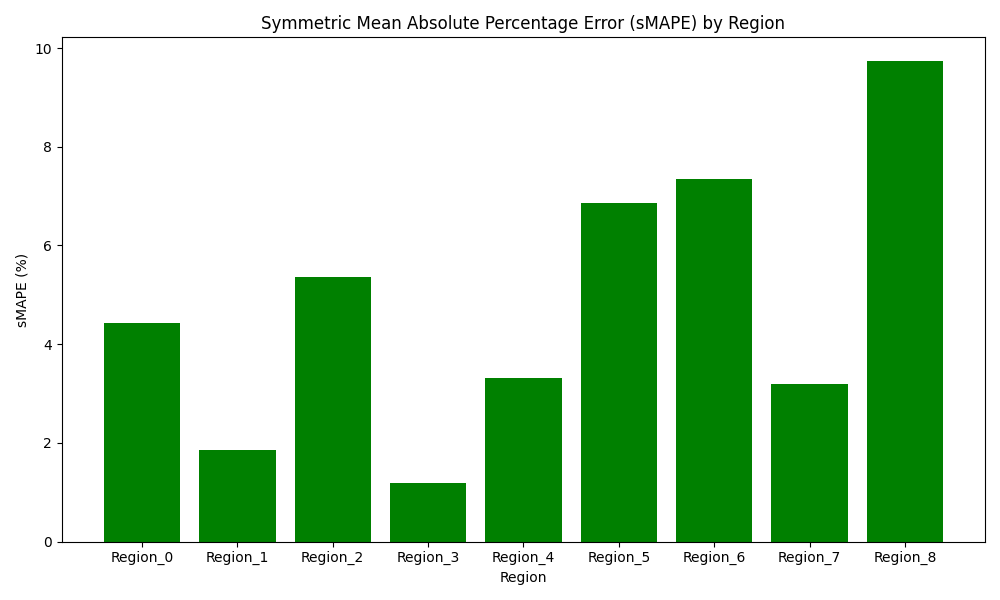 Symmetric Mean Absolute Percentage Error (sMAPE) by Region
sMAPE (%)
10
8
6
4
2
0
Region_0 Region_1 Region_2 Region_3 Region_4 Region_5 Region_6 Region_7 Region_8
Region